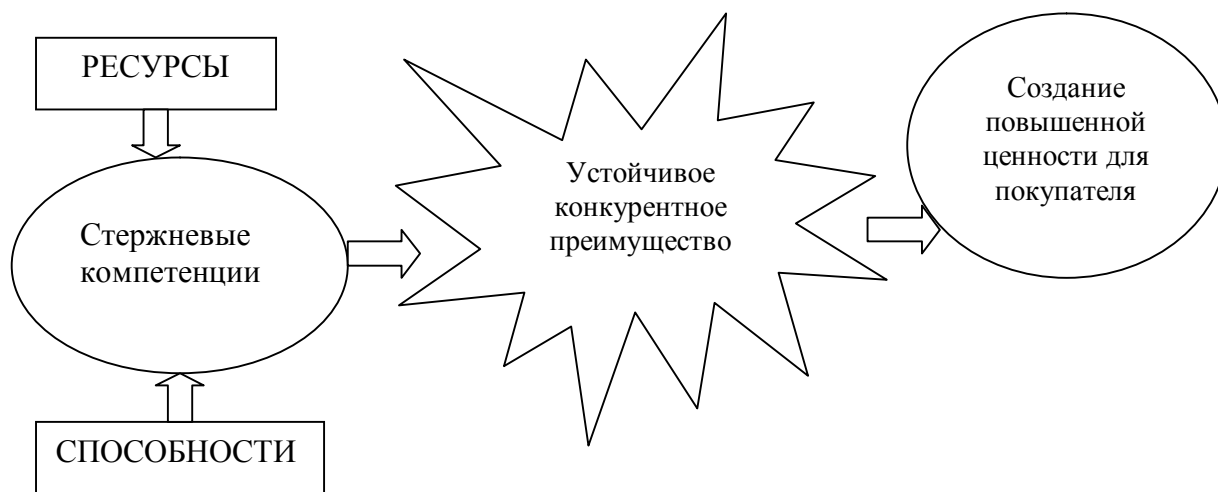 РЕСУРСЫ
Стержневые
компетенции
СПОСОБНОСТИ
Устойчивое
конкурентное
преимущество
Создание
повышенной
ценности для
покупателя